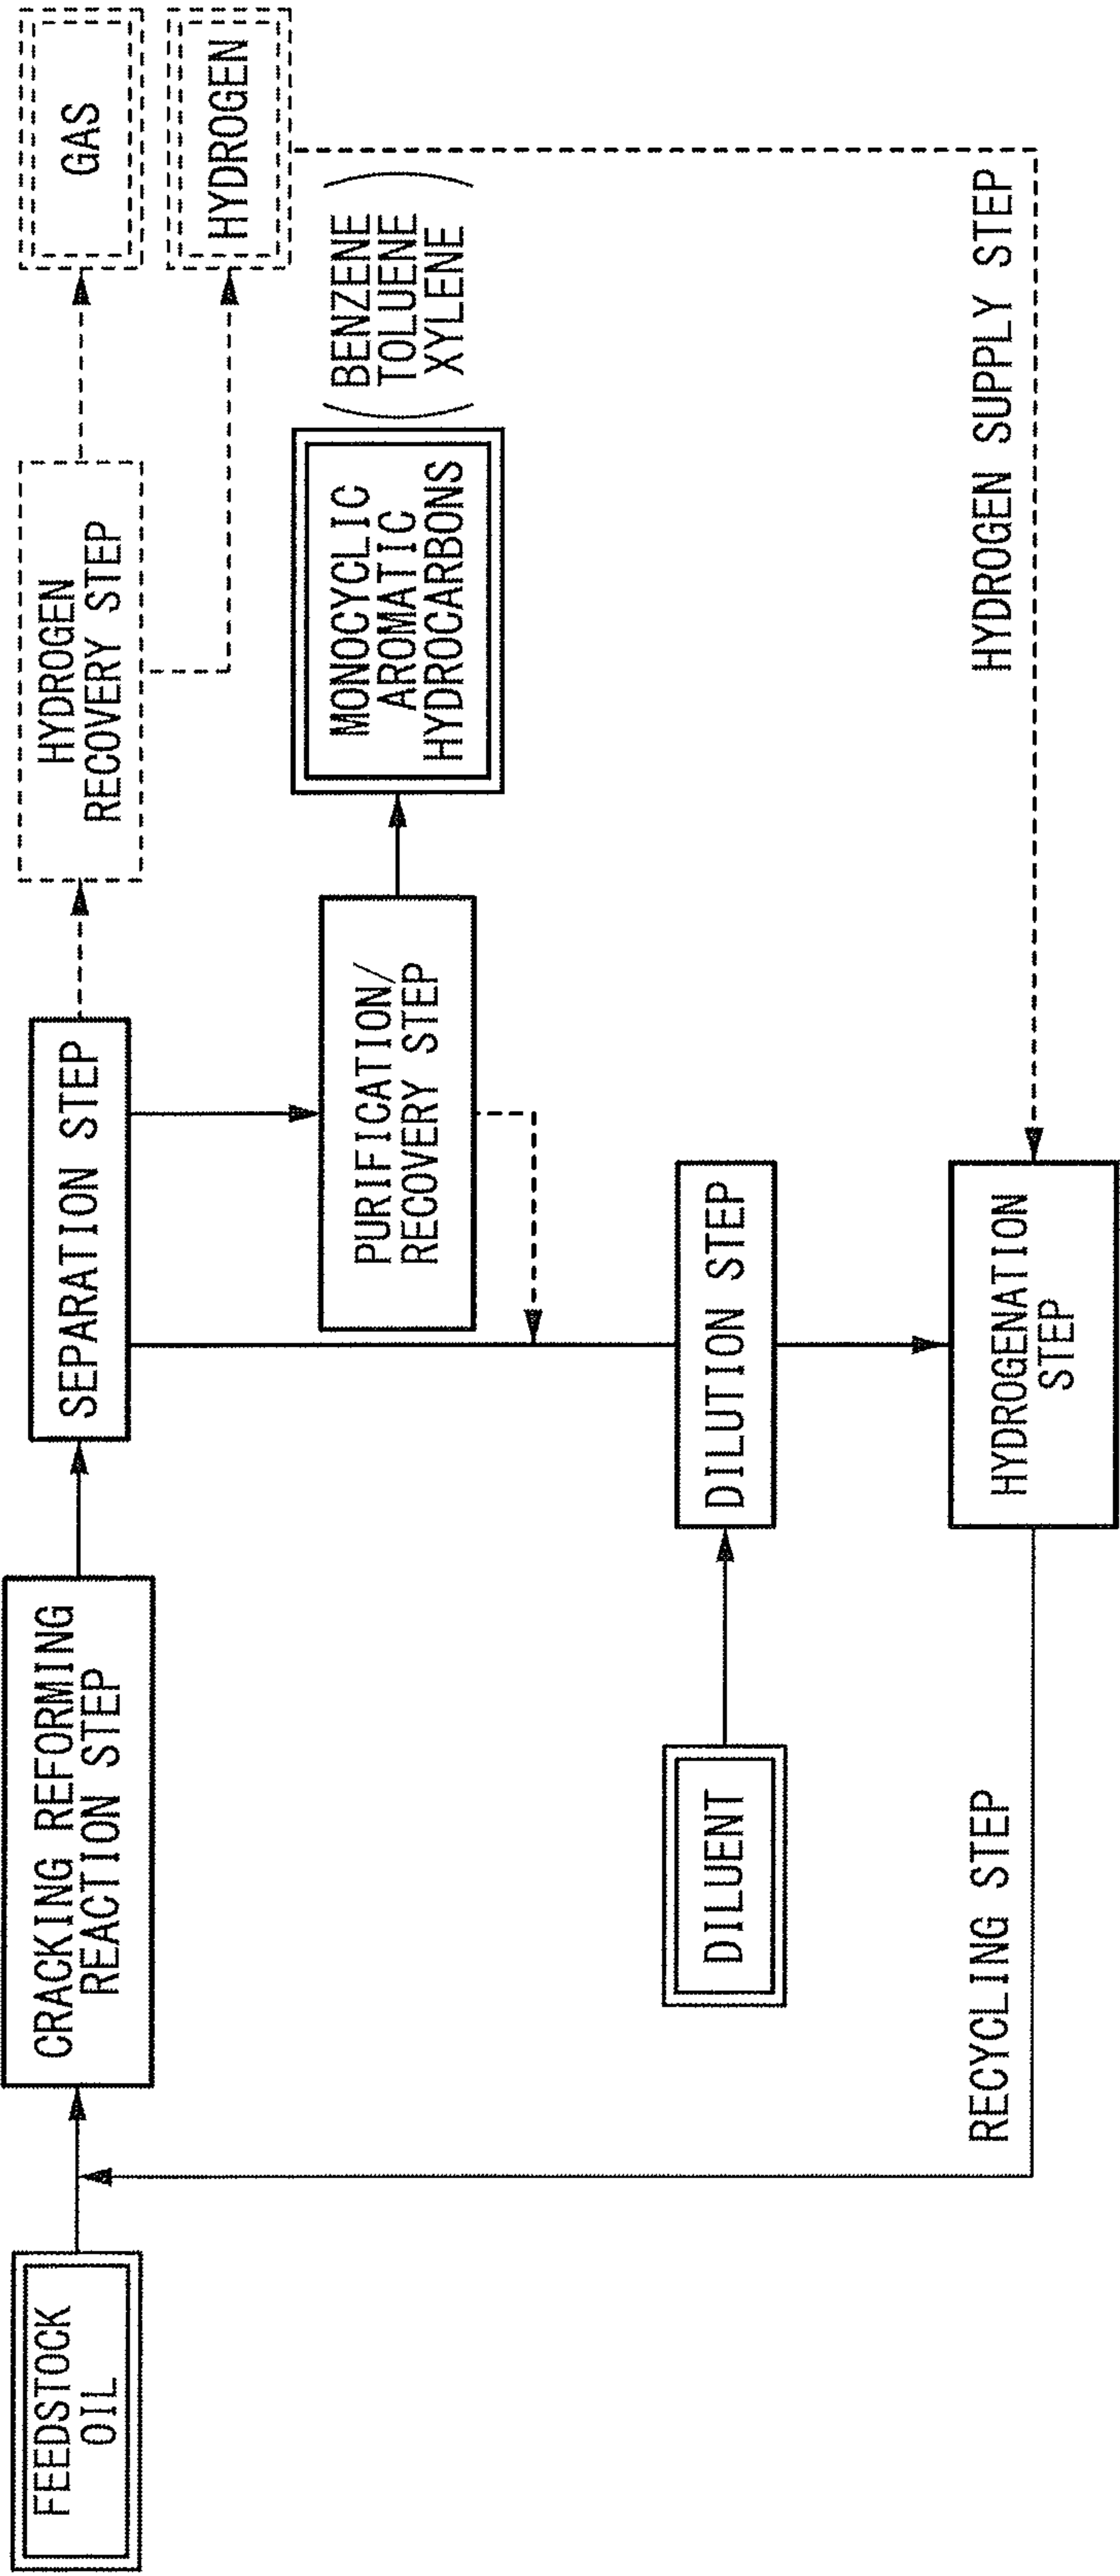 FEEDSTOCK
OIL
CRACKING REFORMING
REACTION STEP
SEPARATION STEP
HYDROGEN
RECOVERY STEP
GAS
HYDROGEN
PURIFICATION/
RECOVERY STEP
MONOCYCLIC
AROMATIC
HYDROCARBONS
(BENZENE
TOLUENE
XYLENE)
DILUENT
DILUTION STEP
HYDROGENATION
STEP
RECYCLING STEP
HYDROGEN SUPPLY STEP